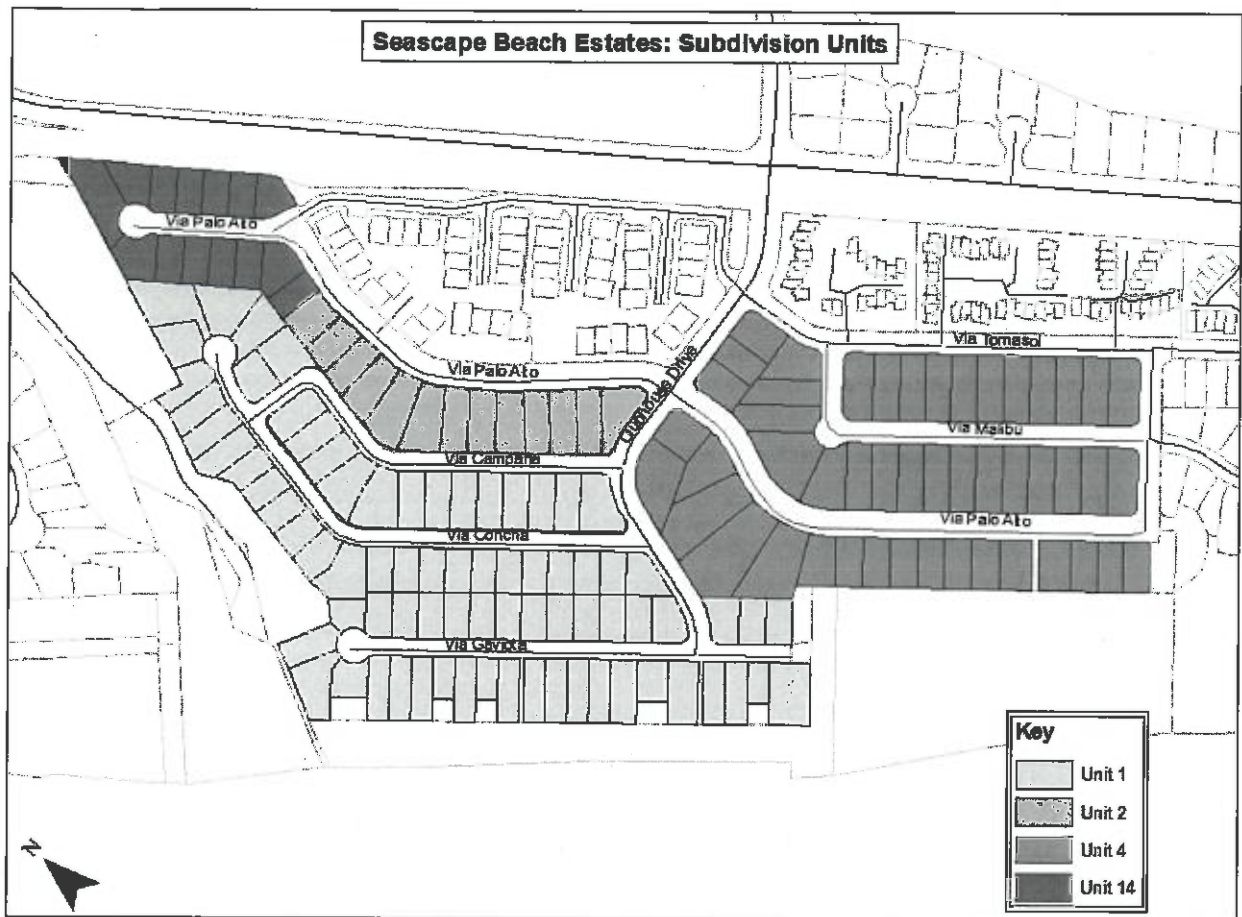 Seascape Beach Estates: Subdivision Units
Via Palo Alto
Via Tomasol
Via Palo Alto
Clubhouse Drive
Via Malibu
Via Campana
Via Palo Alto
Via Concha
Via Gaviota
Key
Unit 1
Unit 2
Unit 4
Unit 14
N